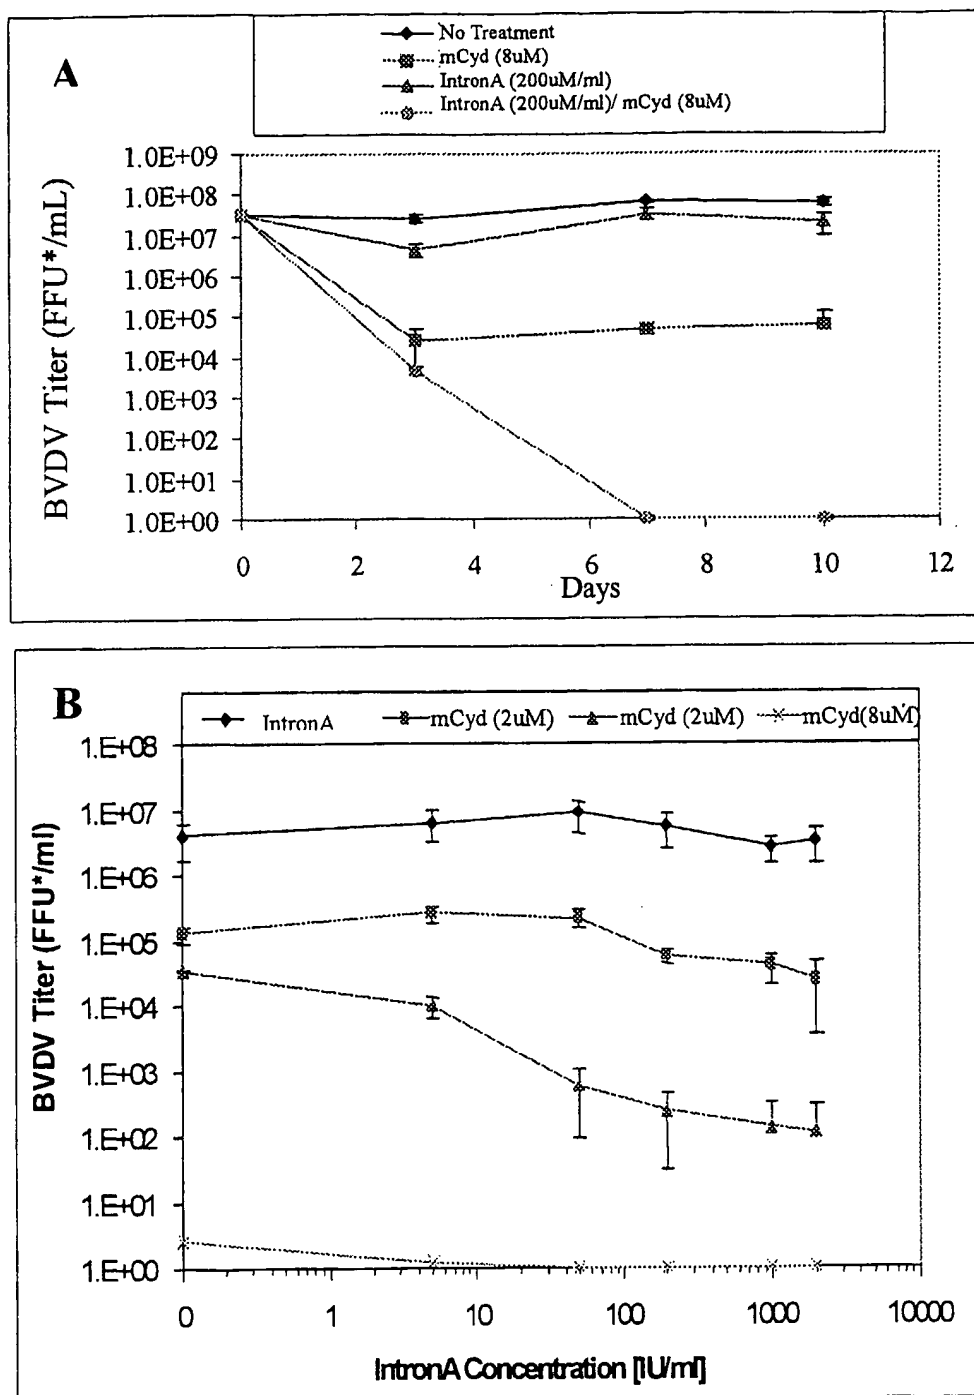 A
No Treatment
mCyd (8uM)
IntronA (200uM/ml)
IntronA (200uM/ml)/ mCyd (8uM)
BVDV Titer (FFU*/mL)
1.0E+09
1.0E+08
1.0E+07
1.0E+06
1.0E+05
1.0E+04
1.0E+03
1.0E+02
1.0E+01
1.0E+00
0 2 4 6 8 10 12
Days
B
IntronA mCyd (2uM) mCyd (2uM) mCyd(8uM)
BVDV Titer (FFU*/ml)
1.E+08
1.E+07
1.E+06
1.E+05
1.E+04
1.E+03
1.E+02
1.E+01
1.E+00
0 1 10 100 1000 10000
IntronA Concentration [IU/ml]